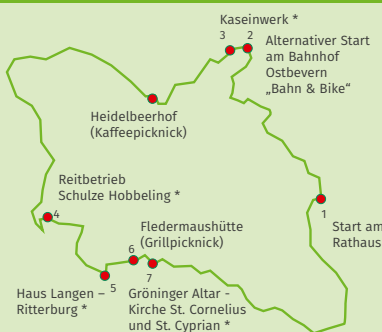 Kaseinwerk *
3
2
Alternativer Start
am Bahnhof
Ostbevern
„Bahn & Bike“
Heidelbeerhof
(Kaffeepicknick)
Reitbetrieb
Schulze Hobbeling *
4
1
Start am
Rathaus
Fledermaushütte
(Grillpicknick)
6
7
5
Haus Langen –
Ritterburg *
Gröninger Altar -
Kirche St. Cornelius
und St. Cyprian *